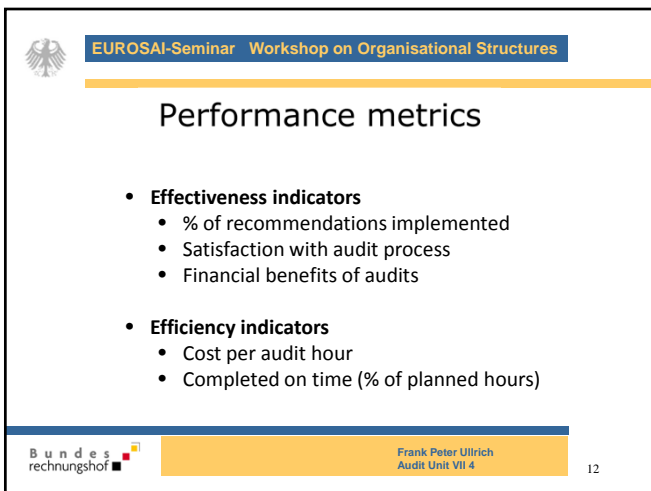 EUROSAI-Seminar Workshop on Organisational Structures
Performance metrics
• Effectiveness indicators
• % of recommendations implemented
• Satisfaction with audit process
• Financial benefits of audits
• Efficiency indicators
• Cost per audit hour
• Completed on time (% of planned hours)
Bundes
rechnungshof
Frank Peter Ullrich
Audit Unit VII 4
12